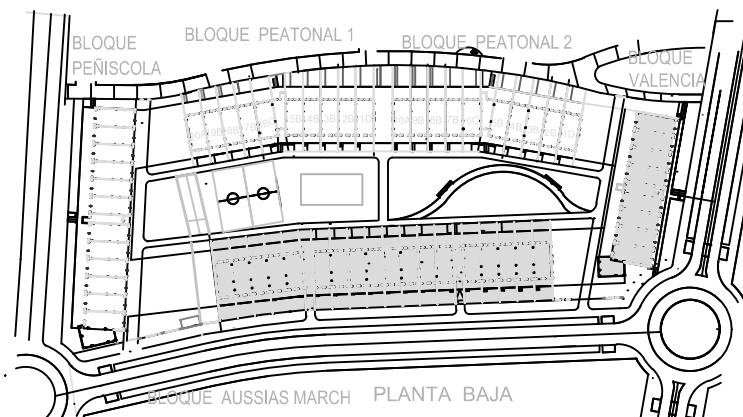 BLOQUE PEATONAL 1
BLOQUE PEATONAL 2
BLOQUE
PEÑISCOLA
BLOQUE
VALENCIA
BLOQUE AUSSIAS MARCH
PLANTA BAJA